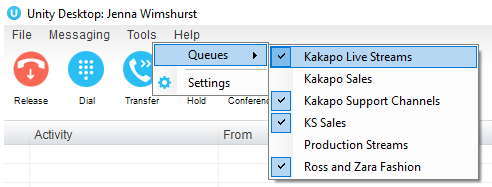 Unity Desktop: Jenna Wimshurst
File Messaging Tools Help
Queues
Settings
Kakapo Live Streams
Kakapo Sales
Kakapo Support Channels
KS Sales
Production Streams
Ross and Zara Fashion
Release Dial Transfer Hold
Activity From